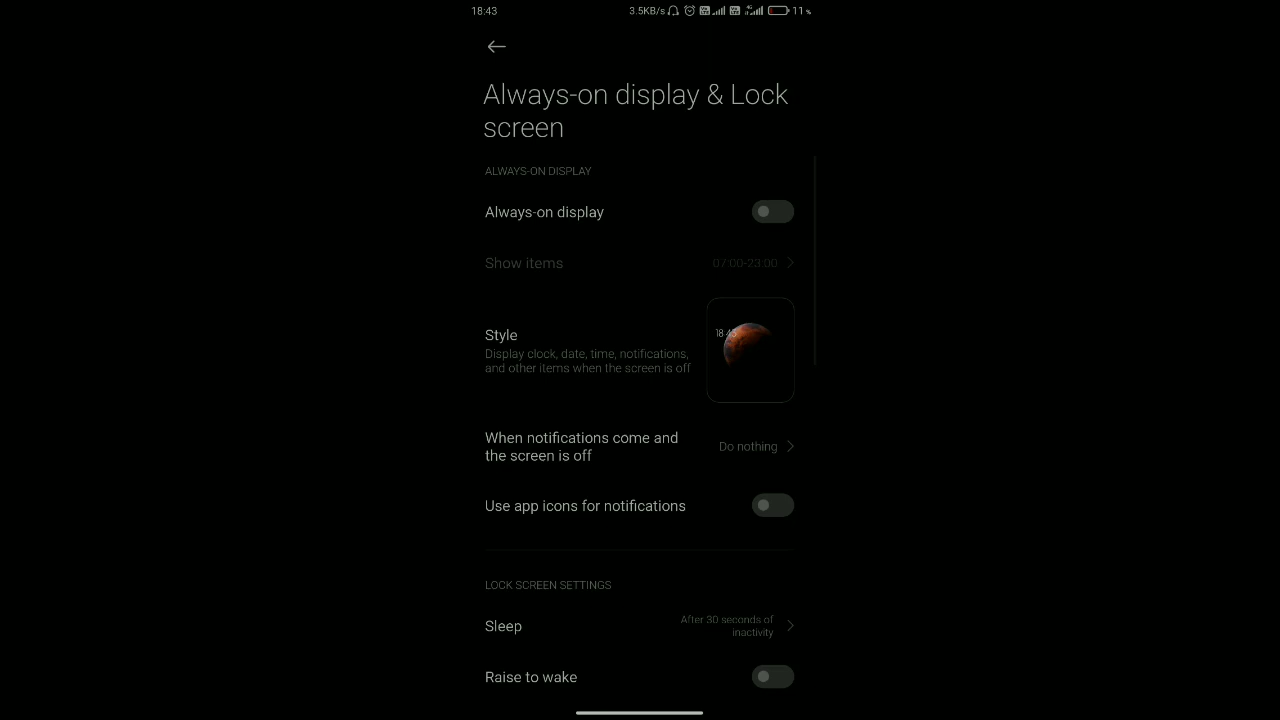 18:43 3.5KB/s 4G 11 %
Always-on display & Lock
screen
ALWAYS-ON DISPLAY
Always-on display
Show items 07:00-23:00
18:43
Style
Display clock, date, time, notifications,
and other items when the screen is off
When notifications come and
the screen is off
Do nothing
Use app icons for notifications
LOCK SCREEN SETTINGS
Sleep
After 30 seconds of
inactivity
Raise to wake